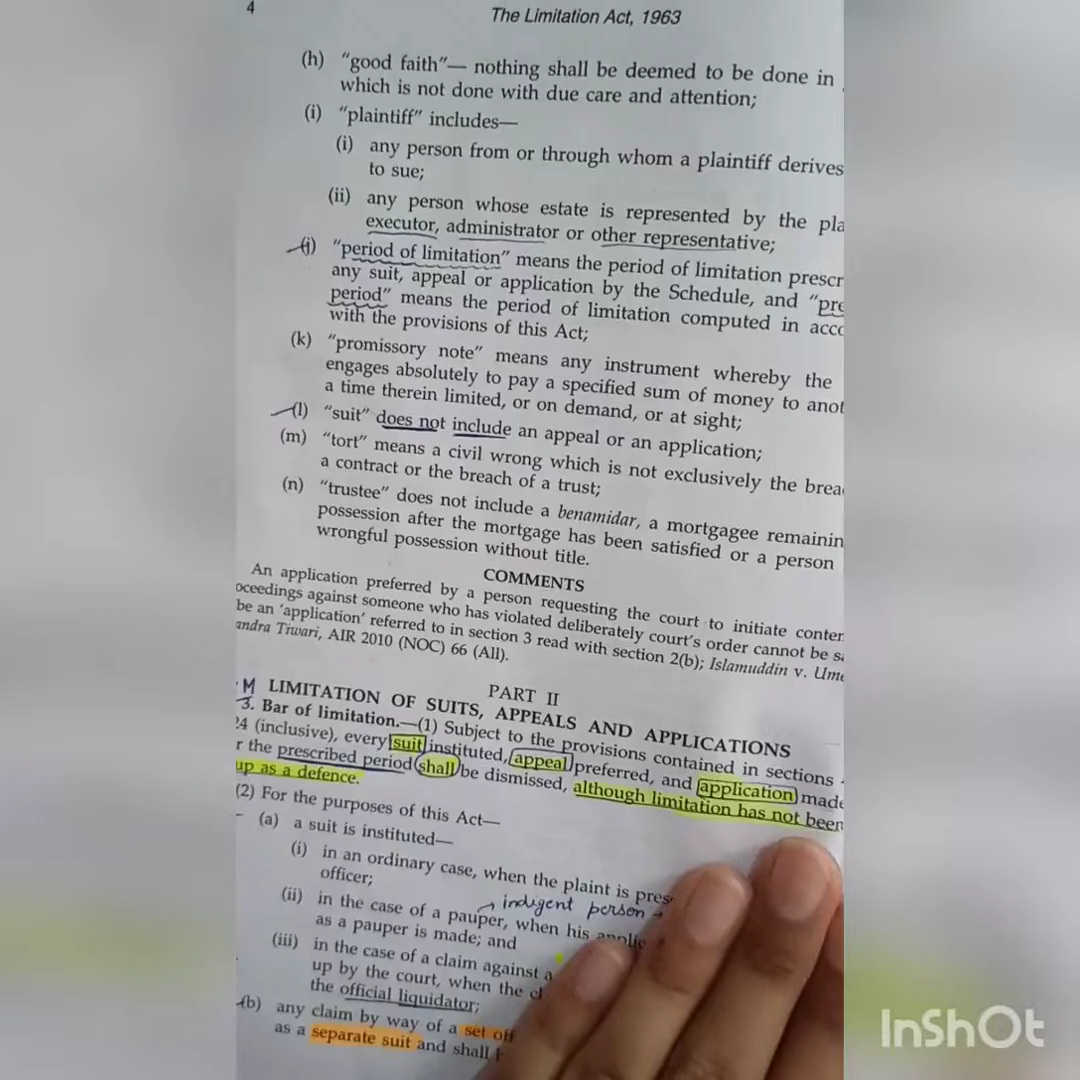 4
The Limitation Act, 1963
(h) “good faith”— nothing shall be deemed to be done in
which is not done with due care and attention;
(i) “plaintiff” includes—
(i) any person from or through whom a plaintiff derives
to sue;
(ii) any person whose estate is represented by the pla
executor, administrator or other representative;
(j) “period of limitation” means the period of limitation prescr
any suit, appeal or application by the Schedule, and “pre
period” means the period of limitation computed in acco
with the provisions of this Act;
(k) “promissory note” means any instrument whereby the
engages absolutely to pay a specified sum of money to anot
a time therein limited, or on demand, or at sight;
(l) “suit” does not include an appeal or an application;
(m) “tort” means a civil wrong which is not exclusively the brea
a contract or the breach of a trust;
(n) “trustee” does not include a benamidar, a mortgagee remainin
possession after the mortgage has been satisfied or a person
wrongful possession without title.
COMMENTS
An application preferred by a person requesting the court to initiate conten
oceedings against someone who has violated deliberately court’s order cannot be sa
be an ‘application’ referred to in section 3 read with section 2(b); Islamuddin v. Ume
andra Tiwari, AIR 2010 (NOC) 66 (All).
PART II
M LIMITATION OF SUITS, APPEALS AND APPLICATIONS
3. Bar of limitation.—(1) Subject to the provisions contained in sections 4
24 (inclusive), every suit instituted, appeal preferred, and application made
r the prescribed period shall be dismissed, although limitation has not been
up as a defence.
(2) For the purposes of this Act—
(a) a suit is instituted—
(i) in an ordinary case, when the plaint is pres
officer;
indigent person
(ii) in the case of a pauper, when his applic
as a pauper is made; and
(iii) in the case of a claim against a
up by the court, when the cl
the official liquidator;
(b) any claim by way of a set off
as a separate suit and shall
InShOt